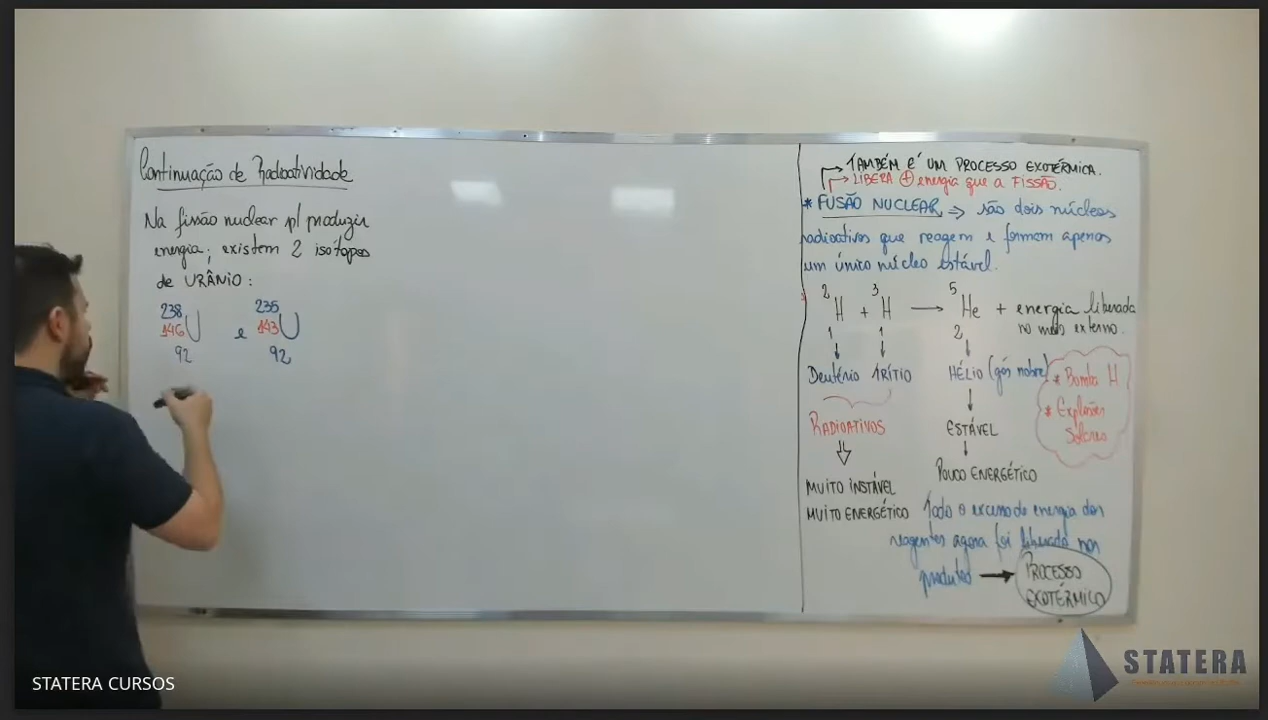 Continuação de Radioatividade
Na fissão nuclear p/ produzir
energia, existem 2 isótopos
de URÂNIO:
238 235
146 U e 143 U
92 92
TAMBÉM É UM PROCESSO EXOTÉRMICA.
LIBERA + energia que a FISSÃO.
* FUSÃO NUCLEAR ⇒ são dois núcleos
radioativos que reagem e formam apenas
um único núcleo estável.
2 3 5
H + H → He + energia liberada
1 1 2 no meio externo.
Deutério TRÍTIO HÉLIO (gás nobre)
* Bomba H
* Explosões
Solares
RADIOATIVOS ESTÁVEL
POUCO ENERGÉTICO
MUITO INSTÁVEL
MUITO ENERGÉTICO
Todo o excesso de energia dos
reagentes agora foi liberado nos
produtos → PROCESSO
EXOTÉRMICO
STATERA
STATERA CURSOS